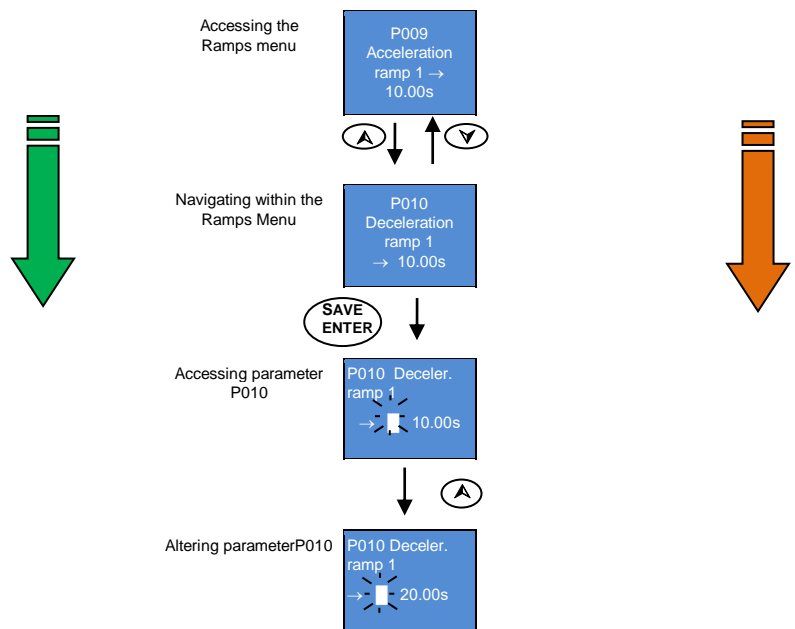 Accessing the
Ramps menu
P009
Acceleration
ramp 1 →
10.00s
Navigating within the
Ramps Menu
P010
Deceleration
ramp 1
→ 10.00s
SAVE
ENTER
Accessing parameter
P010
P010 Deceler.
ramp 1
→ 10.00s
Altering parameterP010
P010 Deceler.
ramp 1
→ 20.00s